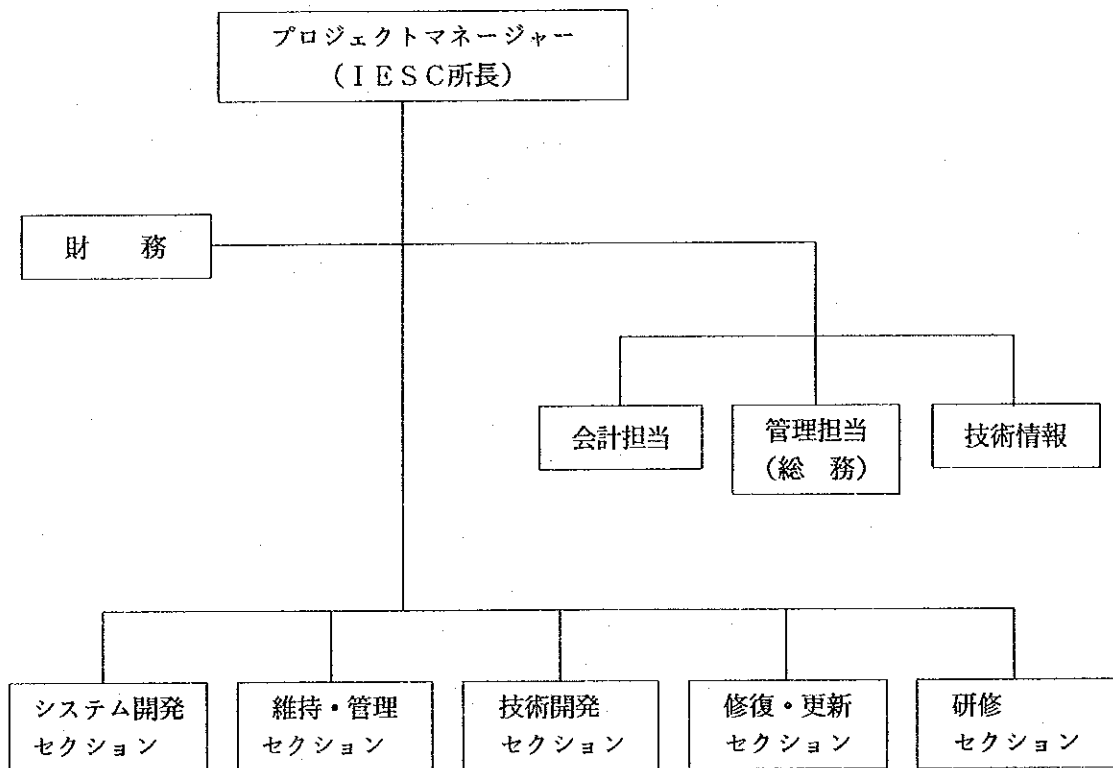 プロジェクトマネージャー
(ＩＥＳＣ所長)
財　　務
会計担当
管理担当
(総　務)
技術情報
システム開発
セクション
維持・管理
セクション
技術開発
セクション
修復・更新
セクション
研修
セクション